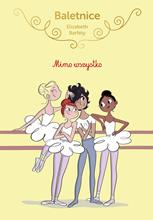 Baletnice
Elizabeth
Barféty
Mimo wszystko